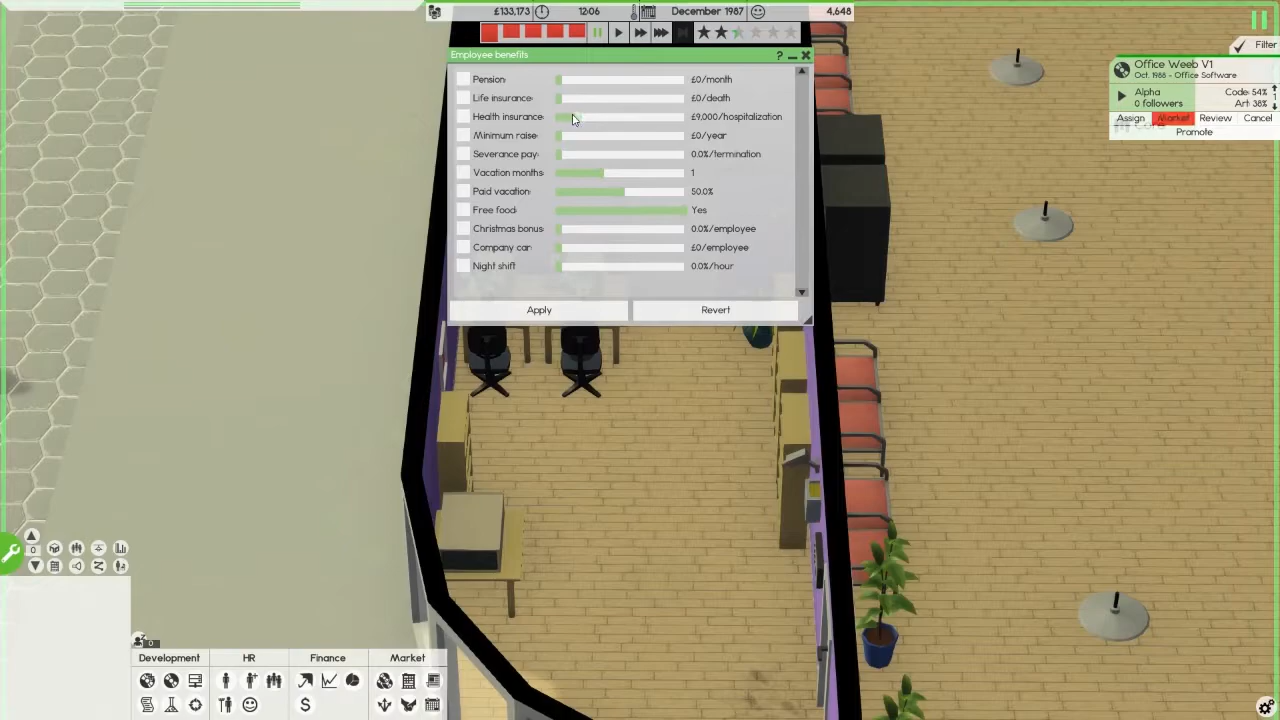 £133,173 12:06 December 1987 4,648
Employee benefits ? x
Pension: £0/month
Life insurance: £0/death
Health insurance: £9,000/hospitalization
Minimum raise: £0/year
Severance pay: 0.0%/termination
Vacation months: 1
Paid vacation: 50.0%
Free food: Yes
Christmas bonus: 0.0%/employee
Company car: £0/employee
Night shift: 0.0%/hour
Apply Revert
Filter
Office Weeb V1
Oct. 1988 - Office Software
Alpha Code: 54%
0 followers Art: 38% 1
Assign Market Review Cancel
Promote
0
0
Development HR Finance Market
$